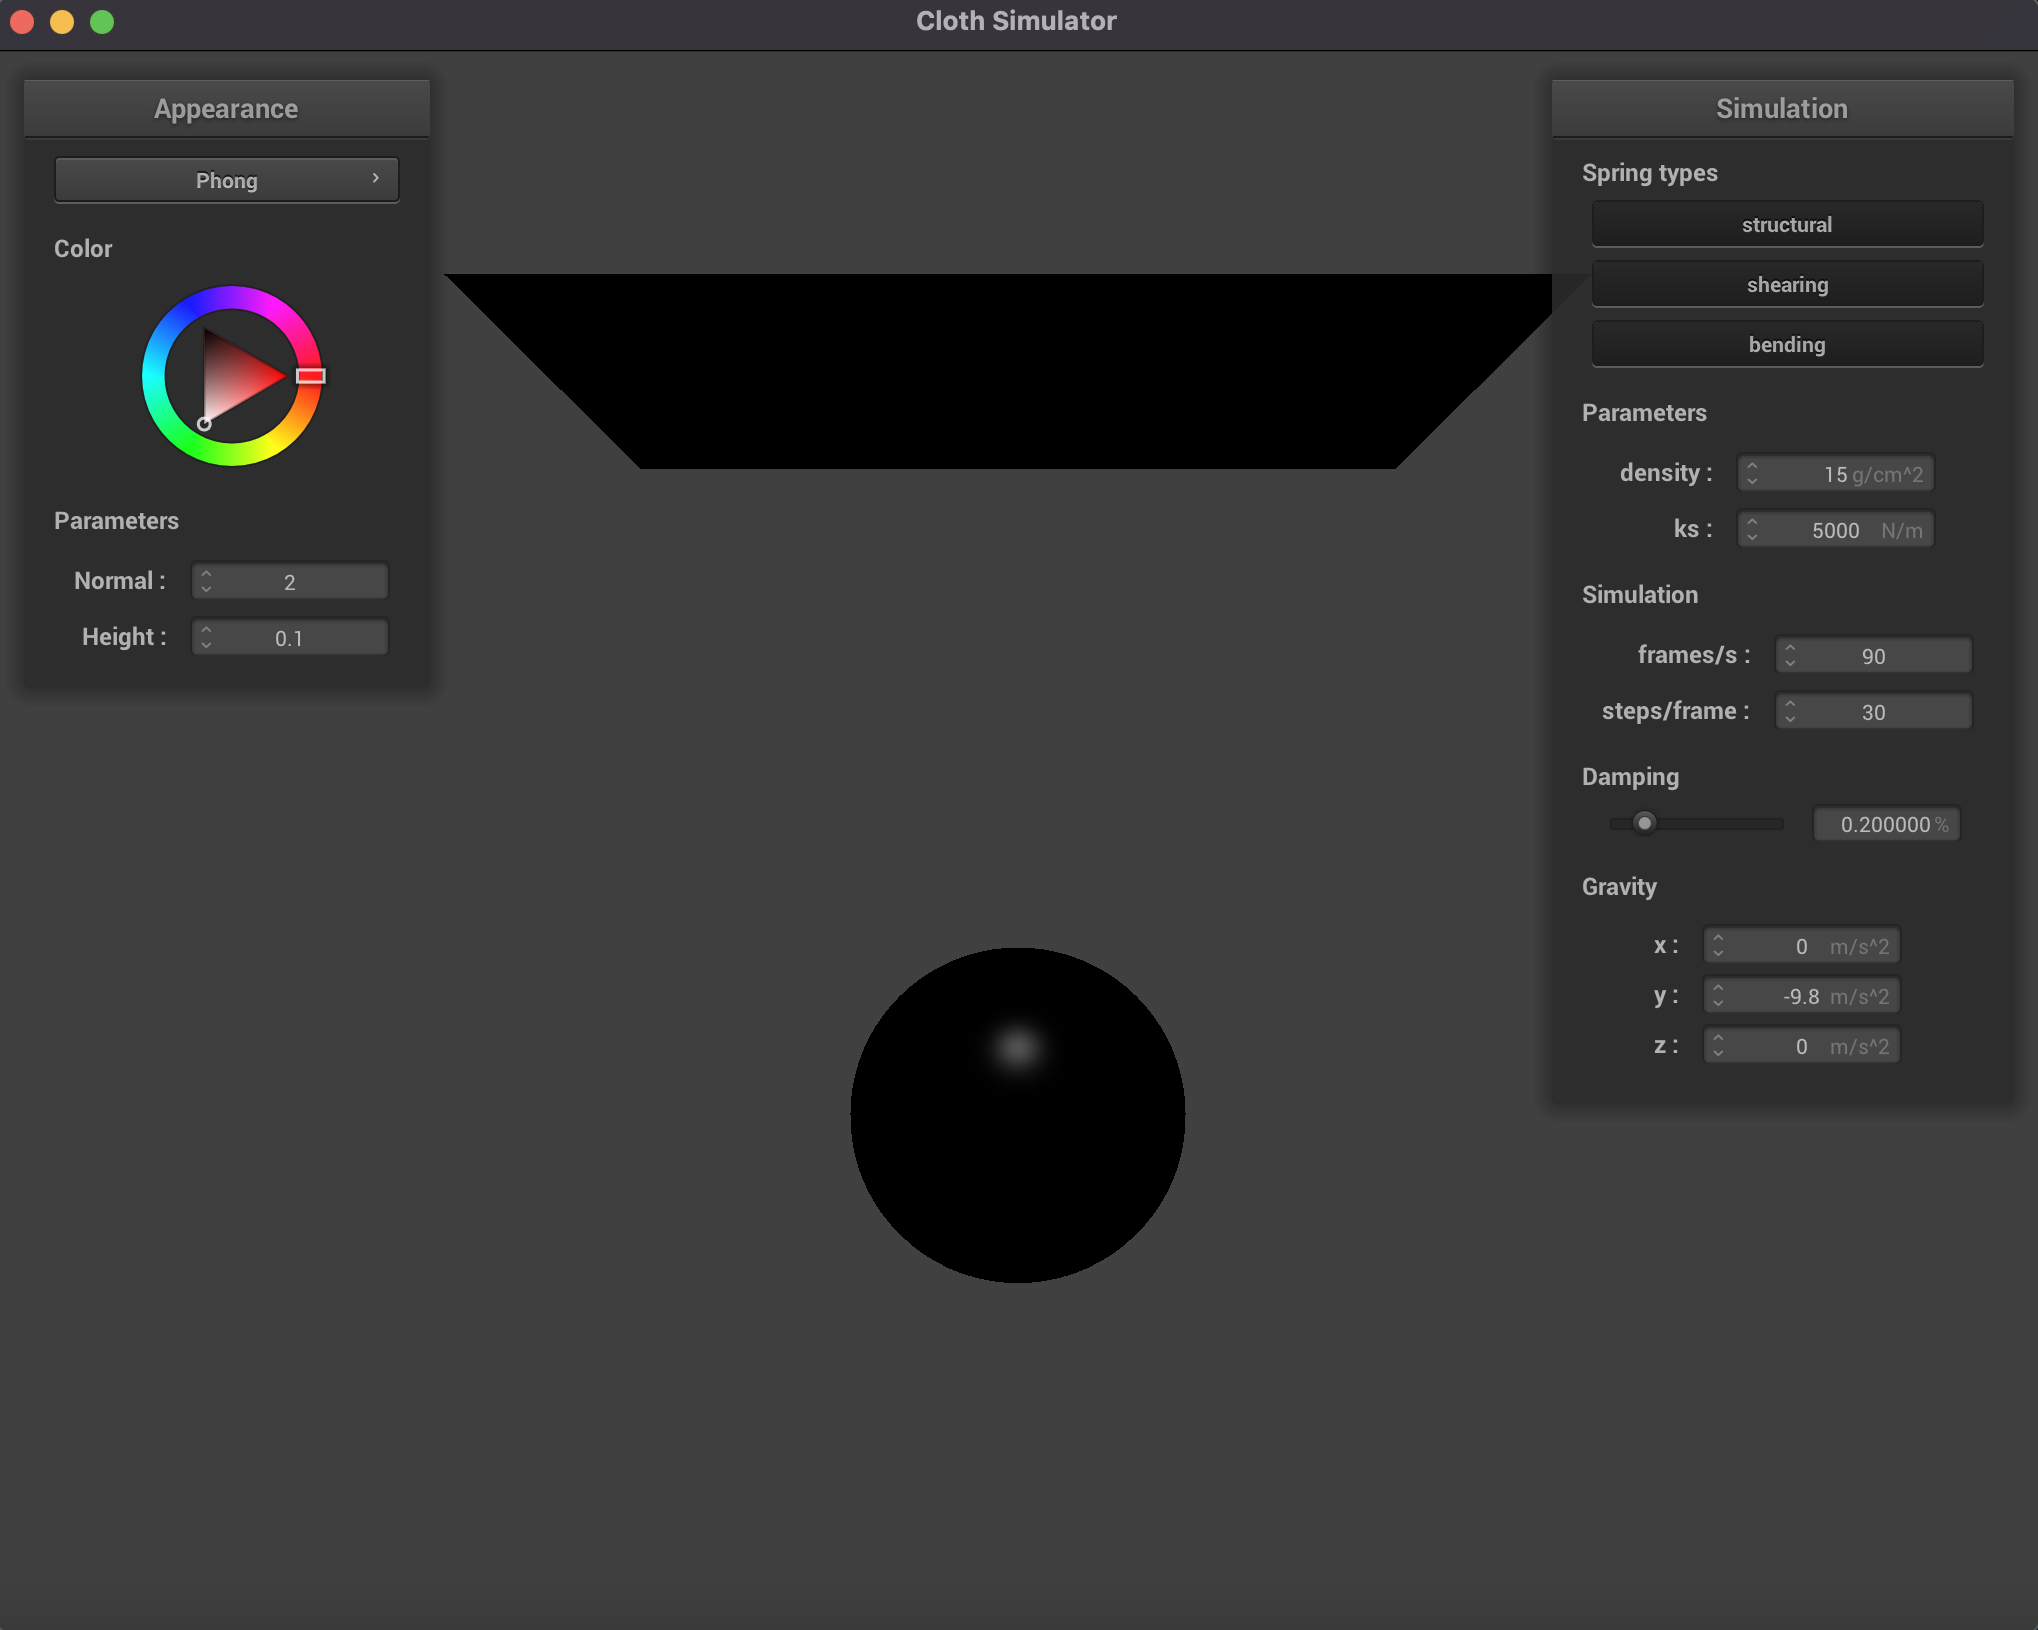 Cloth Simulator
Appearance
Phong
Color
Parameters
Normal : 2
Height : 0.1
Simulation
Spring types
structural
shearing
bending
Parameters
density : 15 g/cm^2
ks : 5000 N/m
Simulation
frames/s : 90
steps/frame : 30
Damping
0.200000 %
Gravity
x : 0 m/s^2
y : -9.8 m/s^2
z : 0 m/s^2